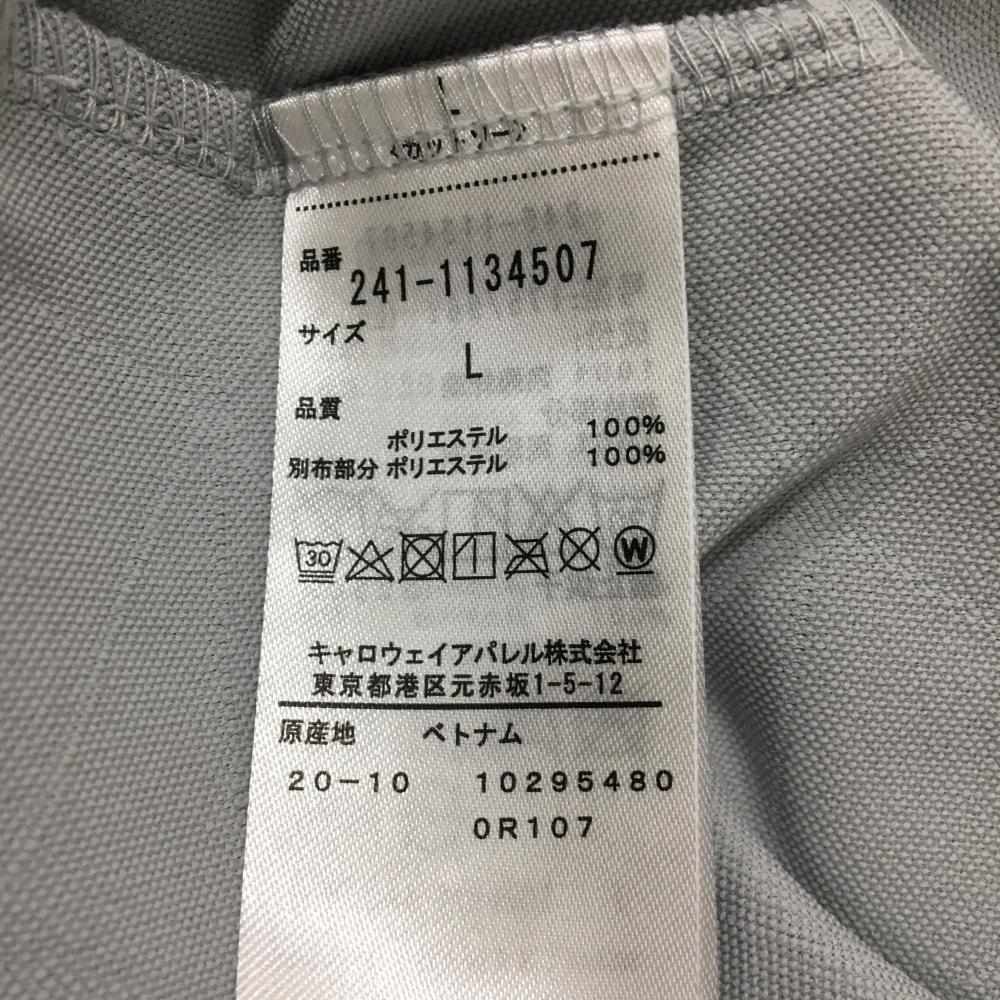 L
<カットソー>
品番
241-1134507
サイズ
L
品質
ポリエステル 100%
別布部分 ポリエステル 100%
30 W
キャロウェイアパレル株式会社
東京都港区元赤坂1-5-12
原産地 ベトナム
20-10 10295480
0R107